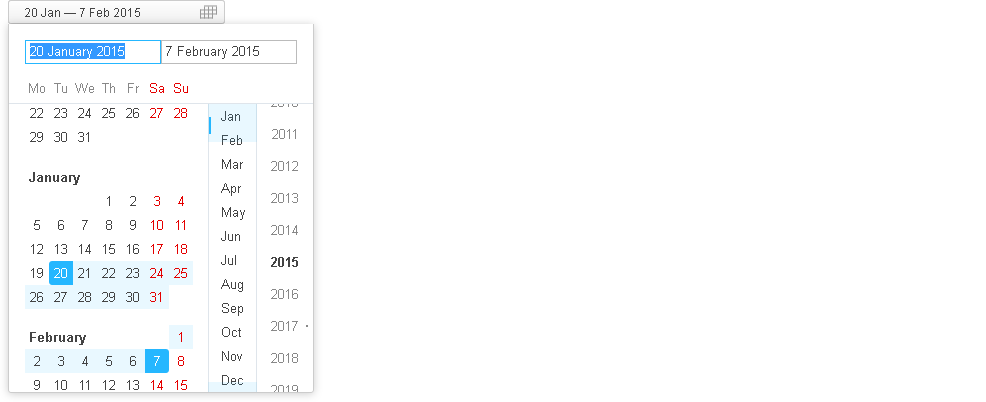 20 Jan — 7 Feb 2015
20 January 2015 7 February 2015
Mo Tu We Th Fr Sa Su
22 23 24 25 26 27 28
29 30 31
January
1 2 3 4
5 6 7 8 9 10 11
12 13 14 15 16 17 18
19 20 21 22 23 24 25
26 27 28 29 30 31
February 1
2 3 4 5 6 7 8
9 10 11 12 13 14 15
Jan
Feb
Mar
Apr
May
Jun
Jul
Aug
Sep
Oct
Nov
Dec
2010
2011
2012
2013
2014
2015
2016
2017
2018
2019